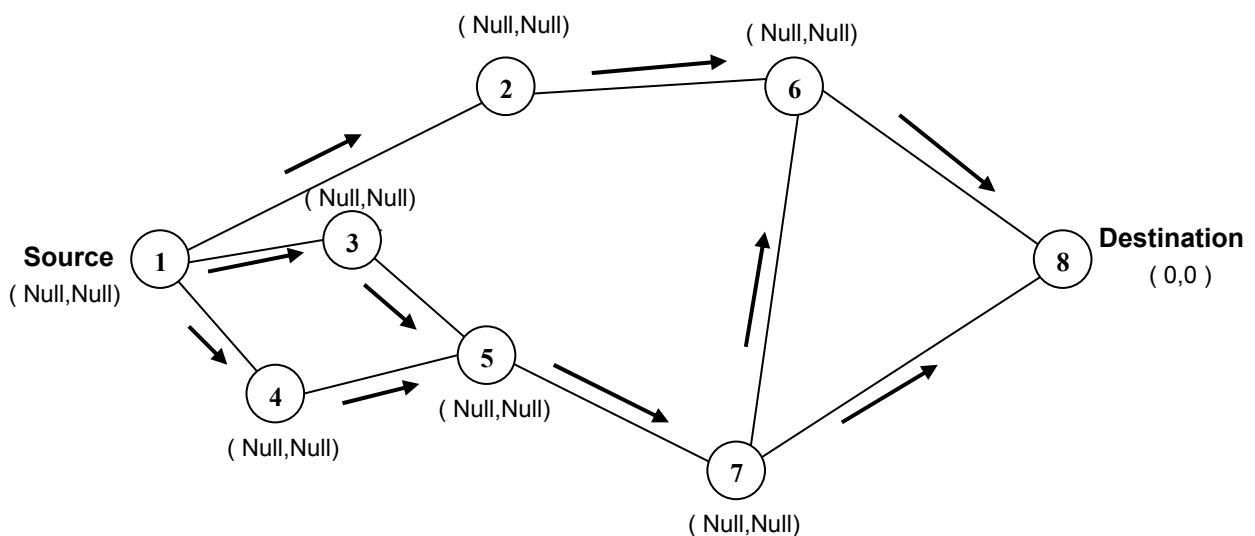 ( Null,Null)
( Null,Null)
2
6
( Null,Null)
Source
1
3
8
Destination
( Null,Null)
( 0,0 )
5
4
( Null,Null)
( Null,Null)
7
( Null,Null)